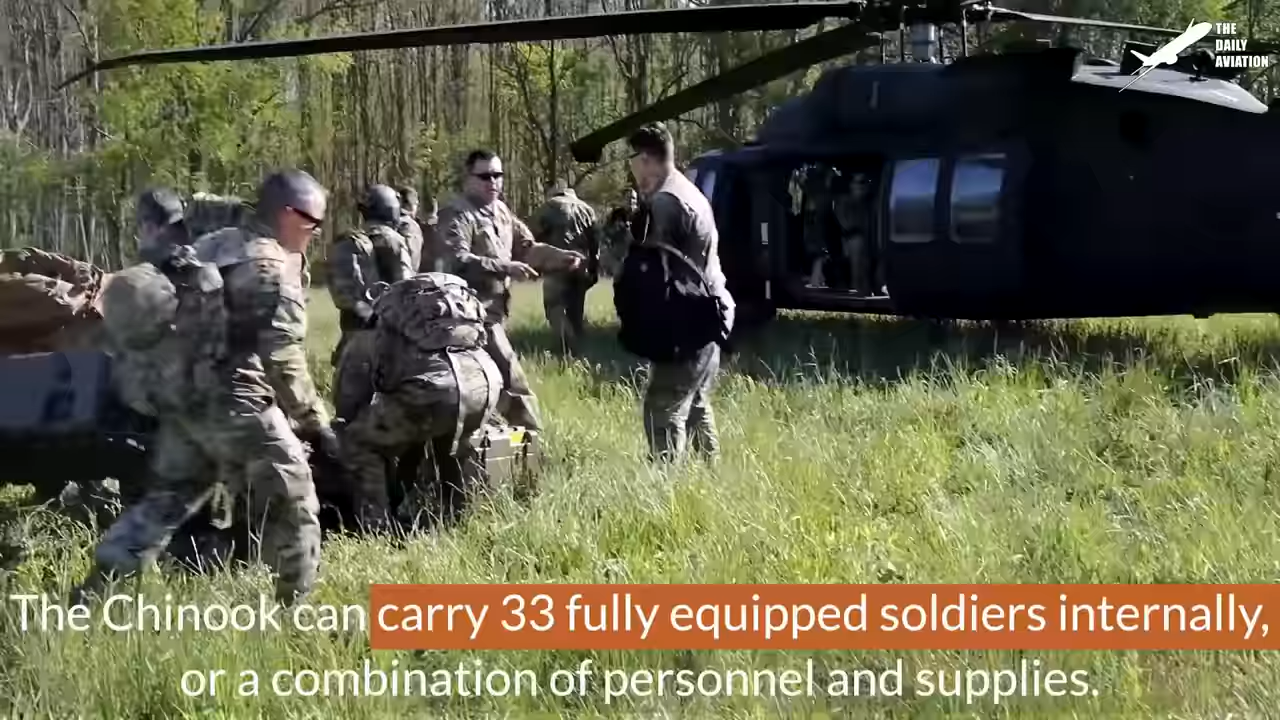 THE
DAILY
AVIATION
The Chinook can carry 33 fully equipped soldiers internally,
or a combination of personnel and supplies.